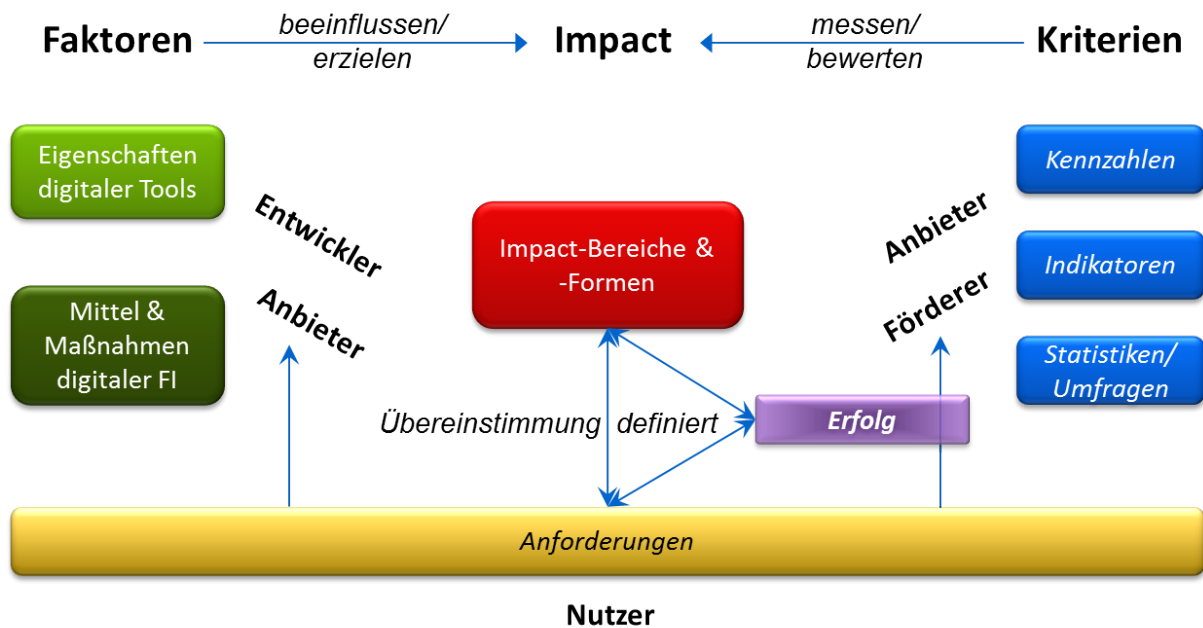 Faktoren
beeinflussen/
erzielen
Impact
messen/
bewerten
Kriterien
Eigenschaften
digitaler Tools
Mittel &
Maßnahmen
digitaler FI
Entwickler
Anbieter
Impact-Bereiche &
-Formen
Anbieter
Förderer
Kennzahlen
Indikatoren
Statistiken/
Umfragen
Übereinstimmung definiert
Erfolg
Anforderungen
Nutzer